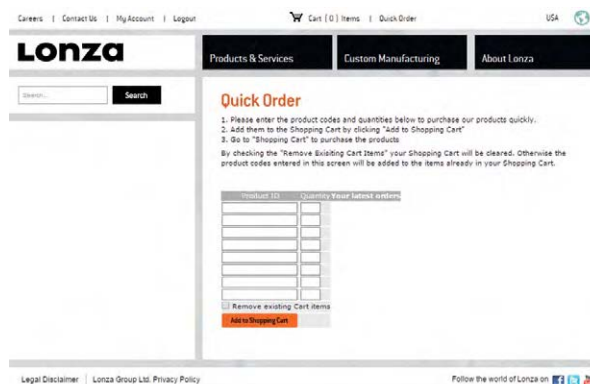 Careers | Contact Us | My Account | Logout
Cart [ 0 ] Items | Quick Order
USA
Lonza
Products & Services
Custom Manufacturing
About Lonza
Search...
Search
Quick Order
1. Please enter the product codes and quantities below to purchase our products quickly.
2. Add them to the Shopping Cart by clicking "Add to Shopping Cart"
3. Go to "Shopping Cart" to purchase the products
By checking the "Remove Exisiting Cart Items" your Shopping Cart will be cleared. Otherwise the
product codes entered in this screen will be added to the items already in your Shopping Cart.
Product ID Quantity Your latest orders
Remove existing Cart items
Add to Shopping Cart
Legal Disclaimer | Lonza Group Ltd. Privacy Policy
Follow the world of Lonza on